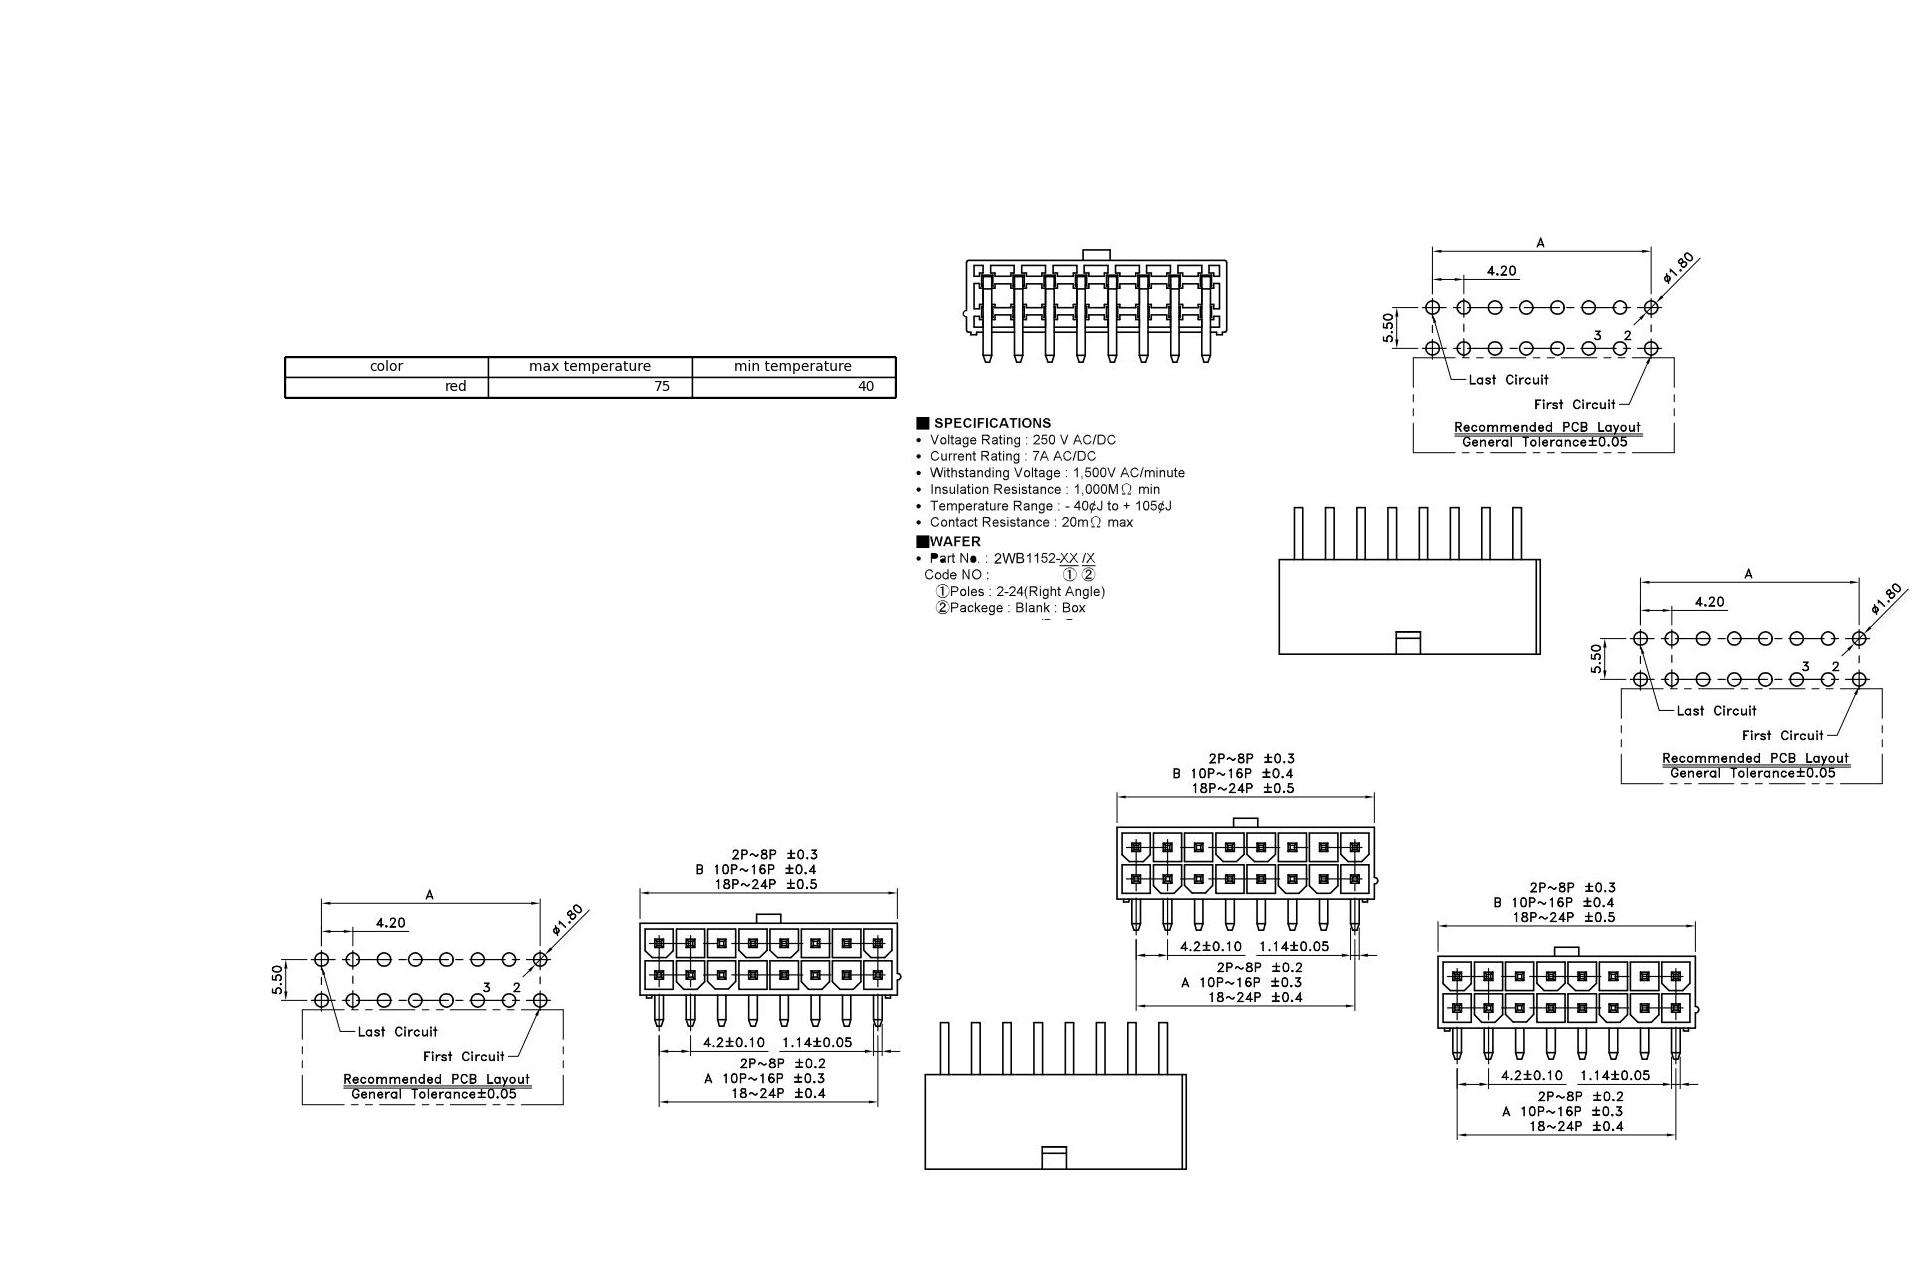 color max temperature min temperature
red 75 40
■ SPECIFICATIONS
• Voltage Rating : 250 V AC/DC
• Current Rating : 7A AC/DC
• Withstanding Voltage : 1,500V AC/minute
• Insulation Resistance : 1,000MΩ min
• Temperature Range : - 40¢J to + 105¢J
• Contact Resistance : 20mΩ max
■WAFER
• Part No. : 2WB1152-XX /X
Code NO : ① ②
①Poles : 2-24(Right Angle)
②Packege : Blank : Box
A
4.20
ø1.80
5.50
3 2
Last Circuit
First Circuit
Recommended PCB Layout
General Tolerance±0.05
A
4.20
ø1.80
5.50
3 2
Last Circuit
First Circuit
Recommended PCB Layout
General Tolerance±0.05
2P~8P ±0.3
B 10P~16P ±0.4
18P~24P ±0.5
4.2±0.10 1.14±0.05
2P~8P ±0.2
A 10P~16P ±0.3
18~24P ±0.4
A
4.20
ø1.80
5.50
3 2
Last Circuit
First Circuit
Recommended PCB Layout
General Tolerance±0.05
2P~8P ±0.3
B 10P~16P ±0.4
18P~24P ±0.5
4.2±0.10 1.14±0.05
2P~8P ±0.2
A 10P~16P ±0.3
18~24P ±0.4
2P~8P ±0.3
B 10P~16P ±0.4
18P~24P ±0.5
4.2±0.10 1.14±0.05
2P~8P ±0.2
A 10P~16P ±0.3
18~24P ±0.4